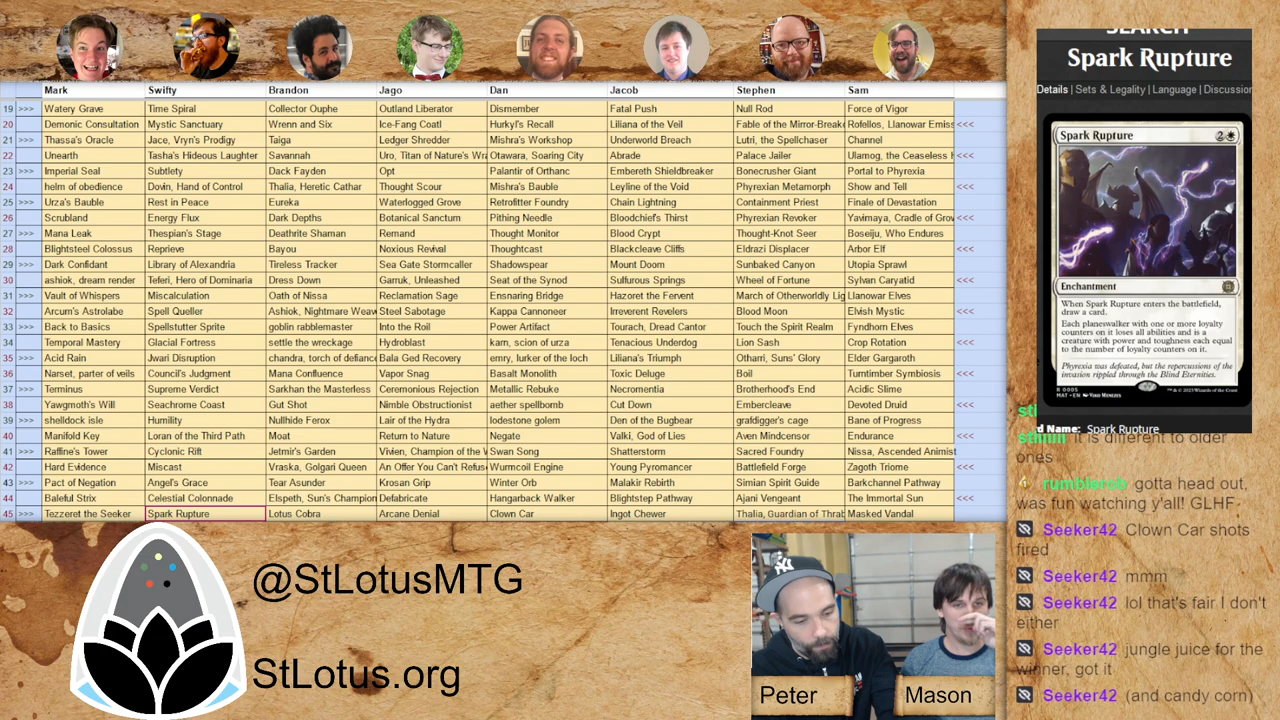 Mark Swifty Brandon Jago Dan Jacob Stephen Sam
19 >>> Watery Grave Time Spiral Collector Ouphe Outland Liberator Dismember Fatal Push Null Rod Force of Vigor
20 Demonic Consultation Mystic Sanctuary Wrenn and Six Ice-Fang Coatl Hurkyl's Recall Liliana of the Veil Fable of the Mirror-Breake Rofellos, Llanowar Emiss <<<
21 >>> Thassa's Oracle Jace, Vryn's Prodigy Taiga Ledger Shredder Mishra's Workshop Underworld Breach Lutri, the Spellchaser Channel
22 Unearth Tasha's Hideous Laughter Savannah Uro, Titan of Nature's Wra Otawara, Soaring City Abrade Palace Jailer Ulamog, the Ceaseless H <<<
23 >>> Imperial Seal Subtlety Dack Fayden Opt Palantir of Orthanc Embereth Shieldbreaker Bonecrusher Giant Portal to Phyrexia
24 helm of obedience Dovin, Hand of Control Thalia, Heretic Cathar Thought Scour Mishra's Bauble Leyline of the Void Phyrexian Metamorph Show and Tell <<<
25 >>> Urza's Bauble Rest in Peace Eureka Waterlogged Grove Retrofitter Foundry Chain Lightning Containment Priest Finale of Devastation
26 Scrubland Energy Flux Dark Depths Botanical Sanctum Pithing Needle Bloodchief's Thirst Phyrexian Revoker Yavimaya, Cradle of Grow <<<
27 >>> Mana Leak Thespian's Stage Deathrite Shaman Remand Thought Monitor Blood Crypt Thought-Knot Seer Boseiju, Who Endures
28 Blightsteel Colossus Reprieve Bayou Noxious Revival Thoughtcast Blackcleave Cliffs Eldrazi Displacer Arbor Elf <<<
29 >>> Dark Confidant Library of Alexandria Tireless Tracker Sea Gate Stormcaller Shadowspear Mount Doom Sunbaked Canyon Utopia Sprawl
30 ashiok, dream render Teferi, Hero of Dominaria Dress Down Garruk, Unleashed Seat of the Synod Sulfurous Springs Wheel of Fortune Sylvan Caryatid <<<
31 >>> Vault of Whispers Miscalculation Oath of Nissa Reclamation Sage Ensnaring Bridge Hazoret the Fervent March of Otherworldly Lig Llanowar Elves
32 Arcum's Astrolabe Spell Queller Ashiok, Nightmare Weav Steel Sabotage Kappa Cannoneer Irreverent Revelers Blood Moon Elvish Mystic <<<
33 >>> Back to Basics Spellstutter Sprite goblin rabblemaster Into the Roil Power Artifact Tourach, Dread Cantor Touch the Spirit Realm Fyndhorn Elves
34 Temporal Mastery Glacial Fortress settle the wreckage Hydroblast karn, scion of urza Tenacious Underdog Lion Sash Crop Rotation <<<
35 >>> Acid Rain Jwari Disruption chandra, torch of defiance Bala Ged Recovery emry, lurker of the loch Liliana's Triumph Otharri, Suns' Glory Elder Gargaroth
36 Narset, parter of veils Council's Judgment Mana Confluence Vapor Snag Basalt Monolith Toxic Deluge Boil Turntimber Symbiosis <<<
37 >>> Terminus Supreme Verdict Sarkhan the Masterless Ceremonious Rejection Metallic Rebuke Necromentia Brotherhood's End Acidic Slime
38 Yawgmoth's Will Seachrome Coast Gut Shot Nimble Obstructionist aether spellbomb Cut Down Embercleave Devoted Druid <<<
39 >>> shelldock isle Humility Nullhide Ferox Lair of the Hydra lodestone golem Den of the Bugbear grafdigger's cage Bane of Progress
40 Manifold Key Loran of the Third Path Moat Return to Nature Negate Valki, God of Lies Aven Mindcensor Endurance <<<
41 >>> Raffine's Tower Cyclonic Rift Jetmir's Garden Vivien, Champion of the W Swan Song Shatterstorm Sacred Foundry Nissa, Ascended Animist
42 Hard Evidence Miscast Vraska, Golgari Queen An Offer You Can't Refus Wurmcoil Engine Young Pyromancer Battlefield Forge Zagoth Triome <<<
43 >>> Pact of Negation Angel's Grace Tear Asunder Krosan Grip Winter Orb Malakir Rebirth Simian Spirit Guide Barkchannel Pathway
44 Baleful Strix Celestial Colonnade Elspeth, Sun's Champion Defabricate Hangarback Walker Blightstep Pathway Ajani Vengeant The Immortal Sun <<<
45 >>> Tezzeret the Seeker Spark Rupture Lotus Cobra Arcane Denial Clown Car Ingot Chewer Thalia, Guardian of Thrab Masked Vandal
@StLotusMTG
StLotus.org
Peter
Mason
SEARCH
Spark Rupture
Details | Sets & Legality | Language | Discussion
Spark Rupture 2
Enchantment
When Spark Rupture enters the battlefield,
draw a card.
Each planeswalker with one or more loyalty
counters on it loses all abilities and is a
creature with power and toughness each equal
to the number of loyalty counters on it.
Phyrexia was defeated, but the repercussions of the
invasion rippled through the Blind Eternities.
R 0005
MAT • EN
™ & © 2023 Wizards of the Coast
d Name: Spark Rupture
sti
it is different to older
ones
rumblerob gotta head out,
was fun watching y'all! GLHF
Seeker42 Clown Car shots
fired
Seeker42 mmm
Seeker42 lol that's fair I don't
either
Seeker42 jungle juice for the
winner, got it
Seeker42 (and candy corn)